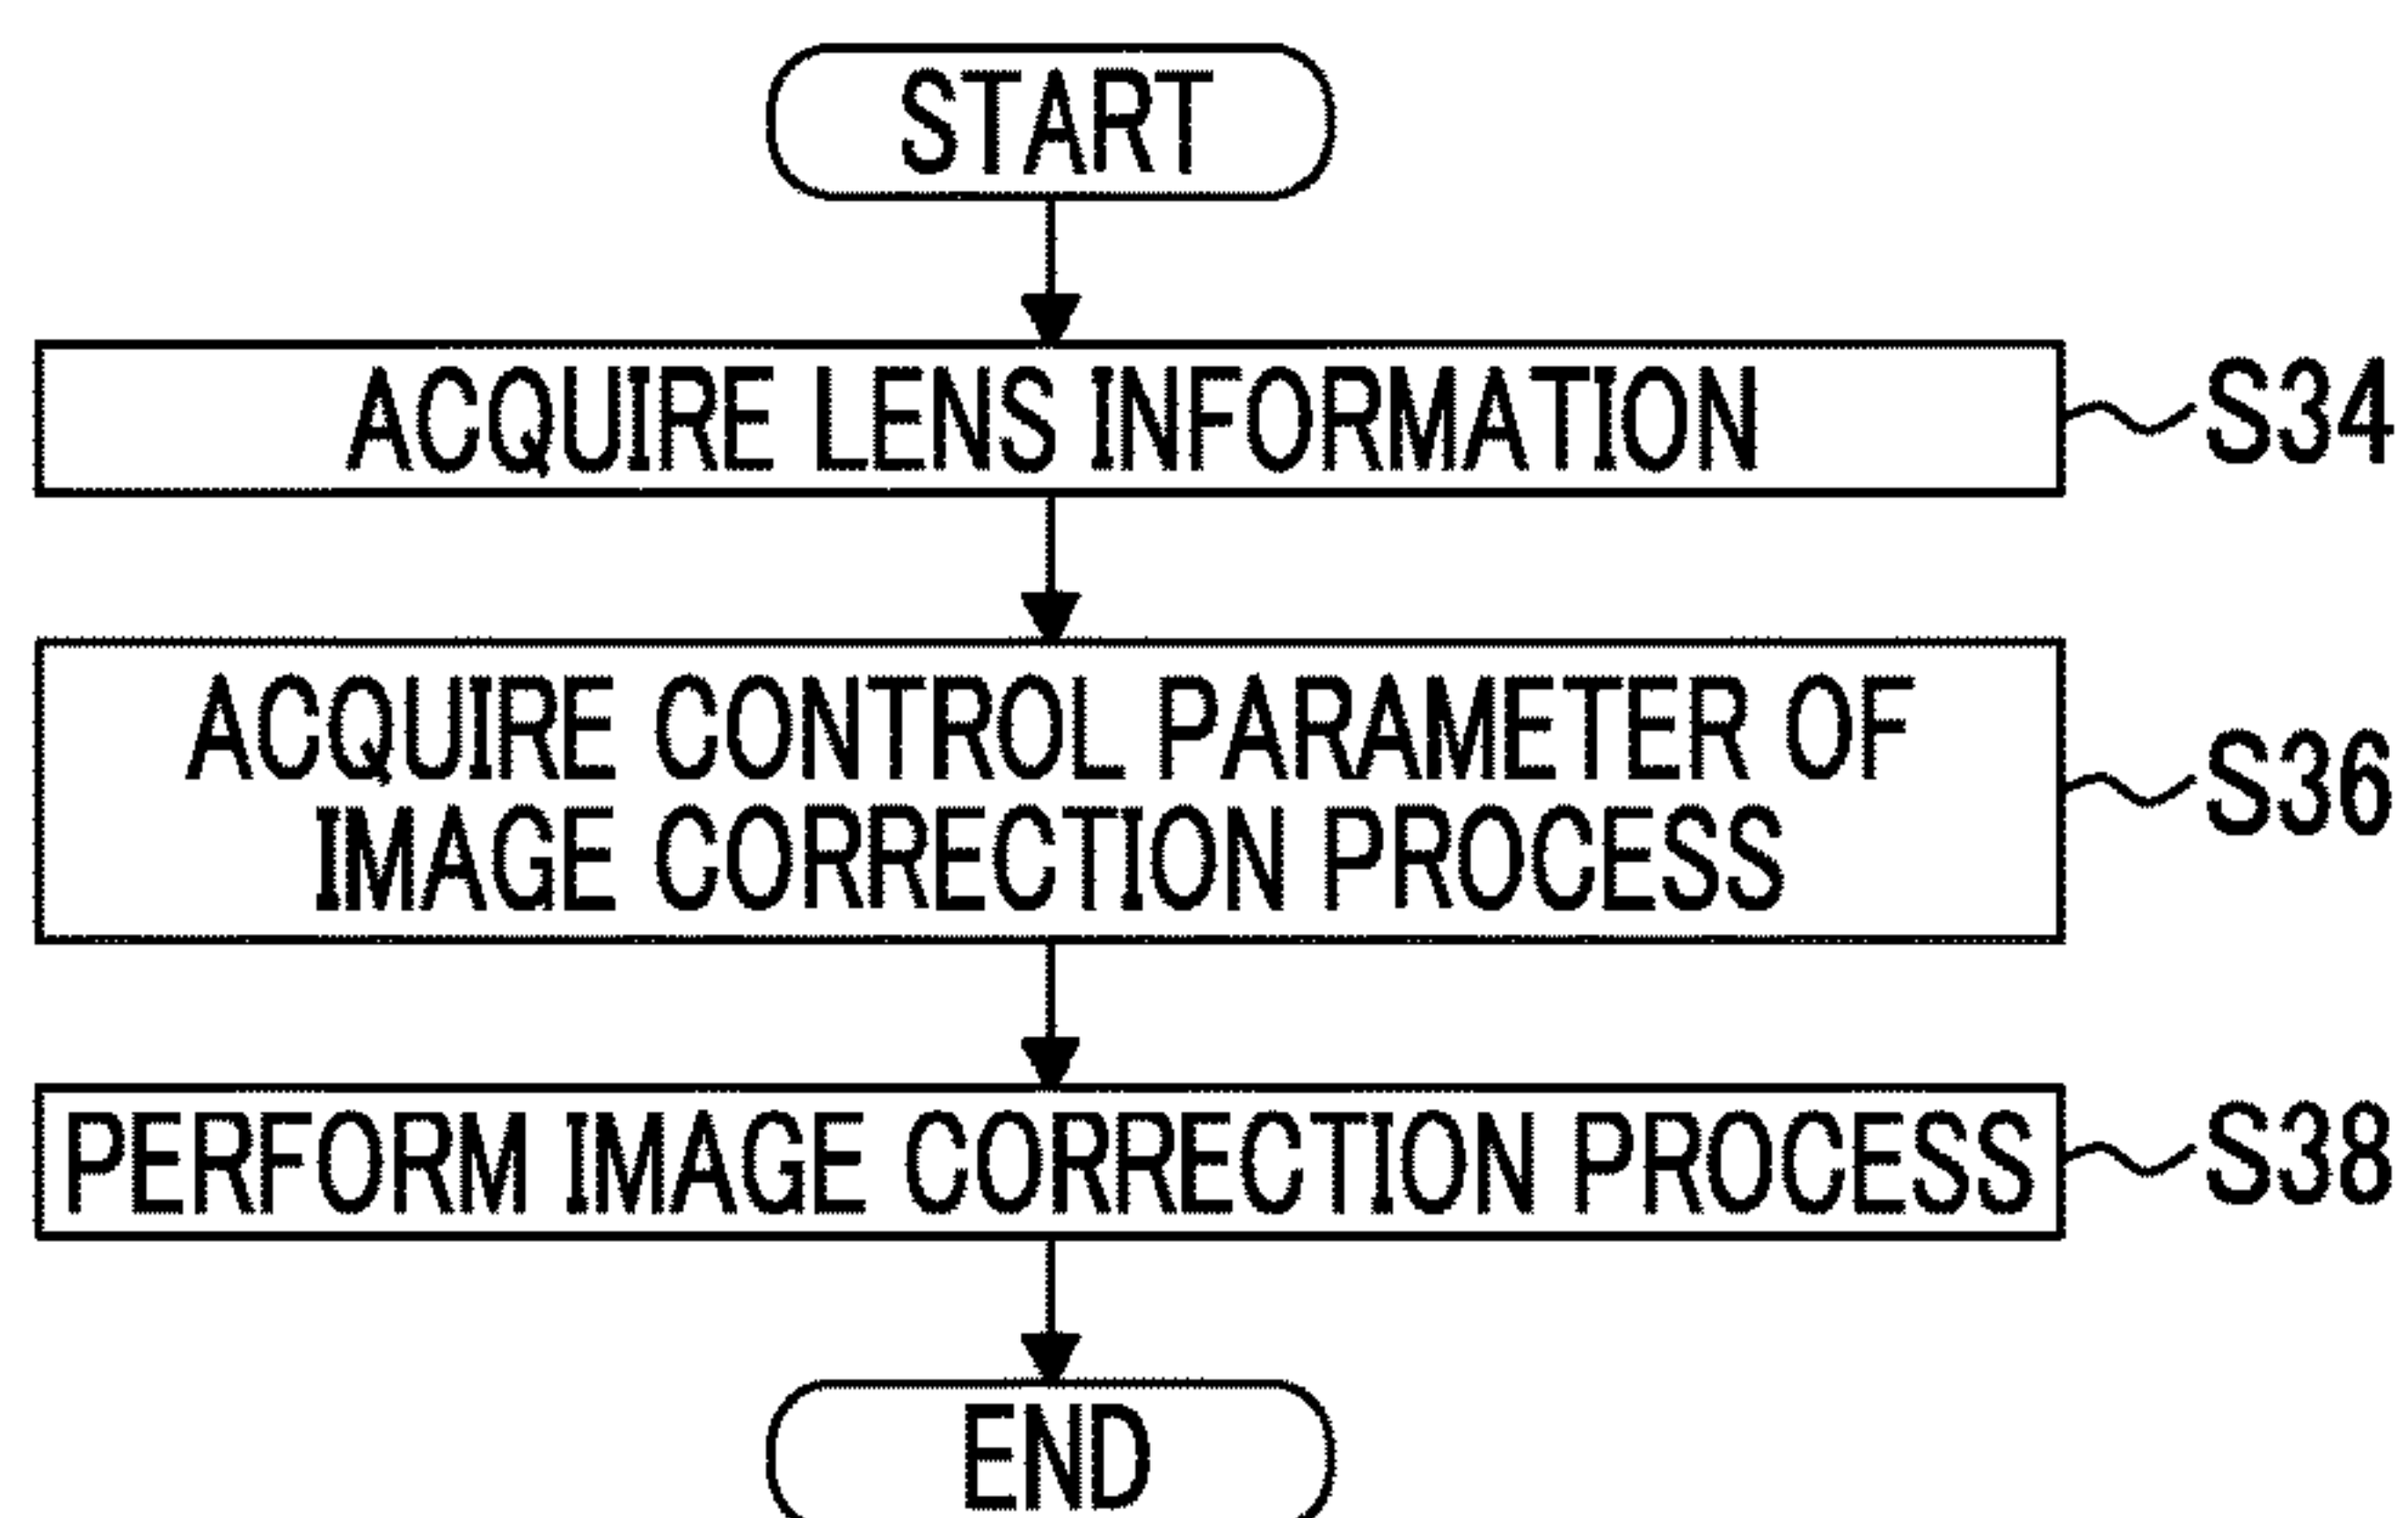 START
ACQUIRE LENS INFORMATION
S34
ACQUIRE CONTROL PARAMETER OF
IMAGE CORRECTION PROCESS
S36
PERFORM IMAGE CORRECTION PROCESS
S38
END